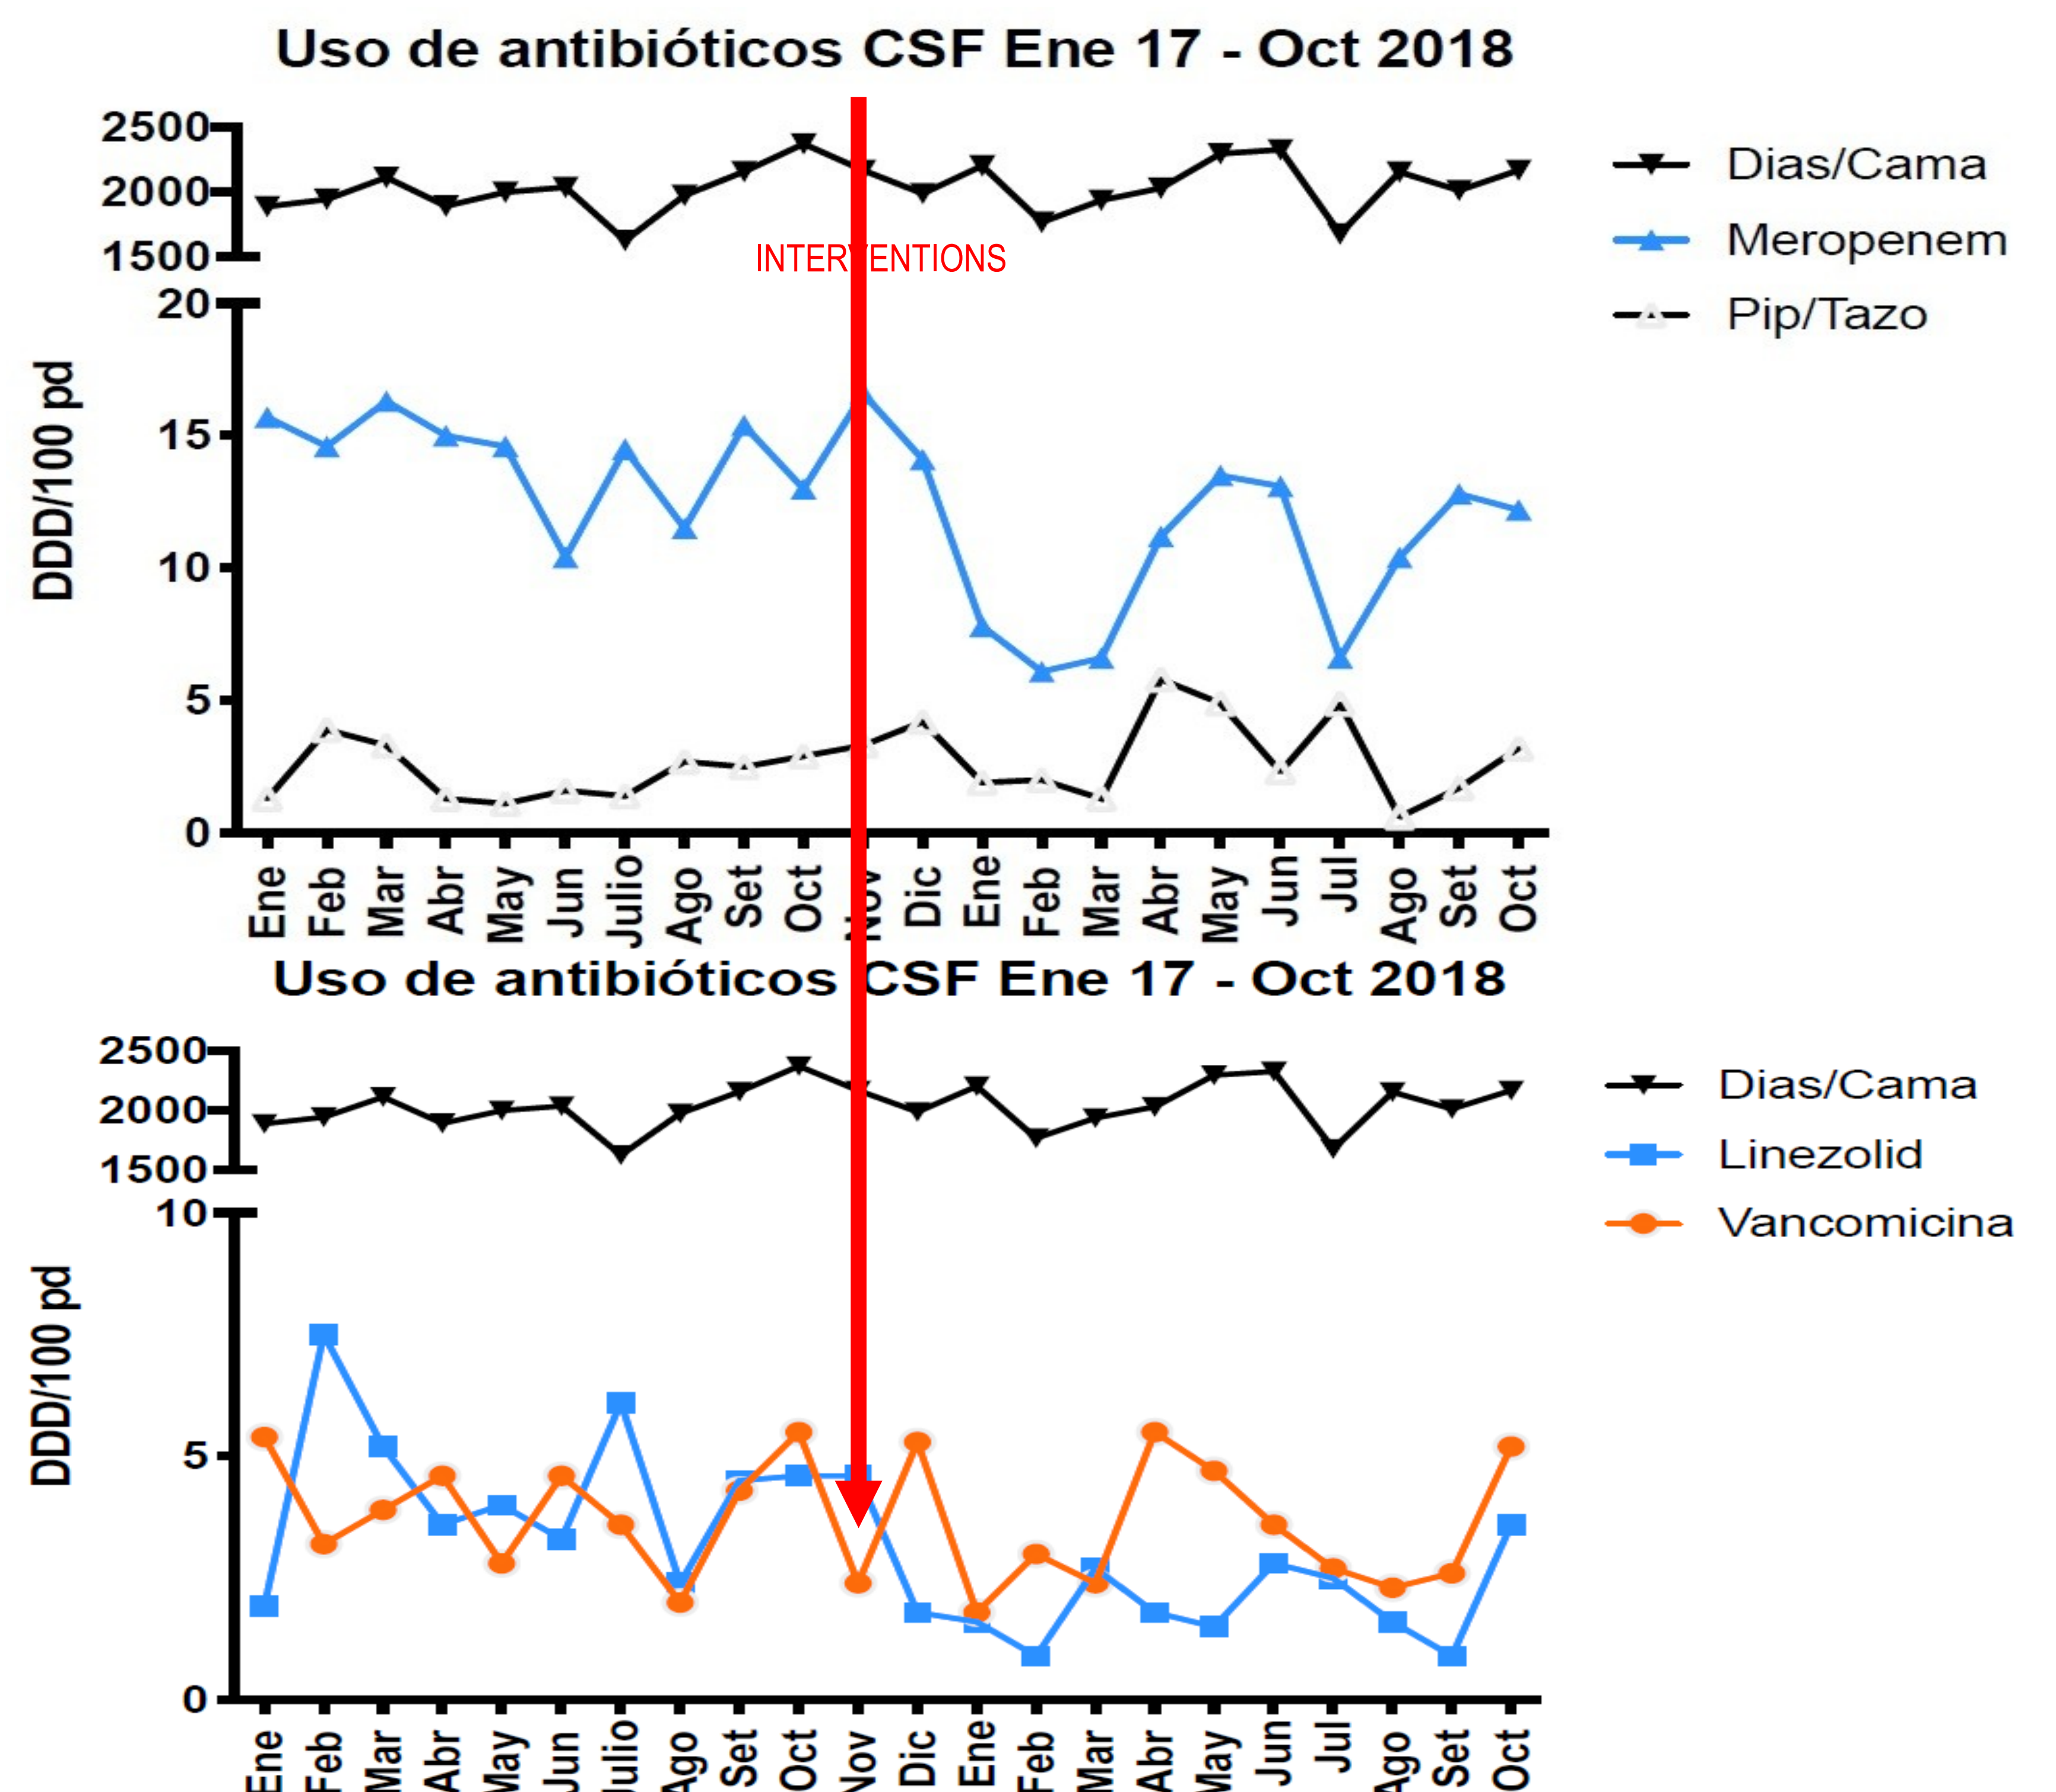 Uso de antibióticos CSF Ene 17 - Oct 2018
2500
2000
1500
INTERVENTIONS
20
15
10
5
0
DDD/100 pd
Dias/Cama
Meropenem
Pip/Tazo
Ene Feb Mar Abr May Jun Julio Ago Set Oct Nov Dic Ene Feb Mar Abr May Jun Jul Ago Set Oct
Uso de antibióticos CSF Ene 17 - Oct 2018
2500
2000
1500
10
5
0
DDD/100 pd
Dias/Cama
Linezolid
Vancomicina
Ene Feb Mar Abr May Jun Julio Ago Set Oct Nov Dic Ene Feb Mar Abr May Jun Jul Ago Set Oct